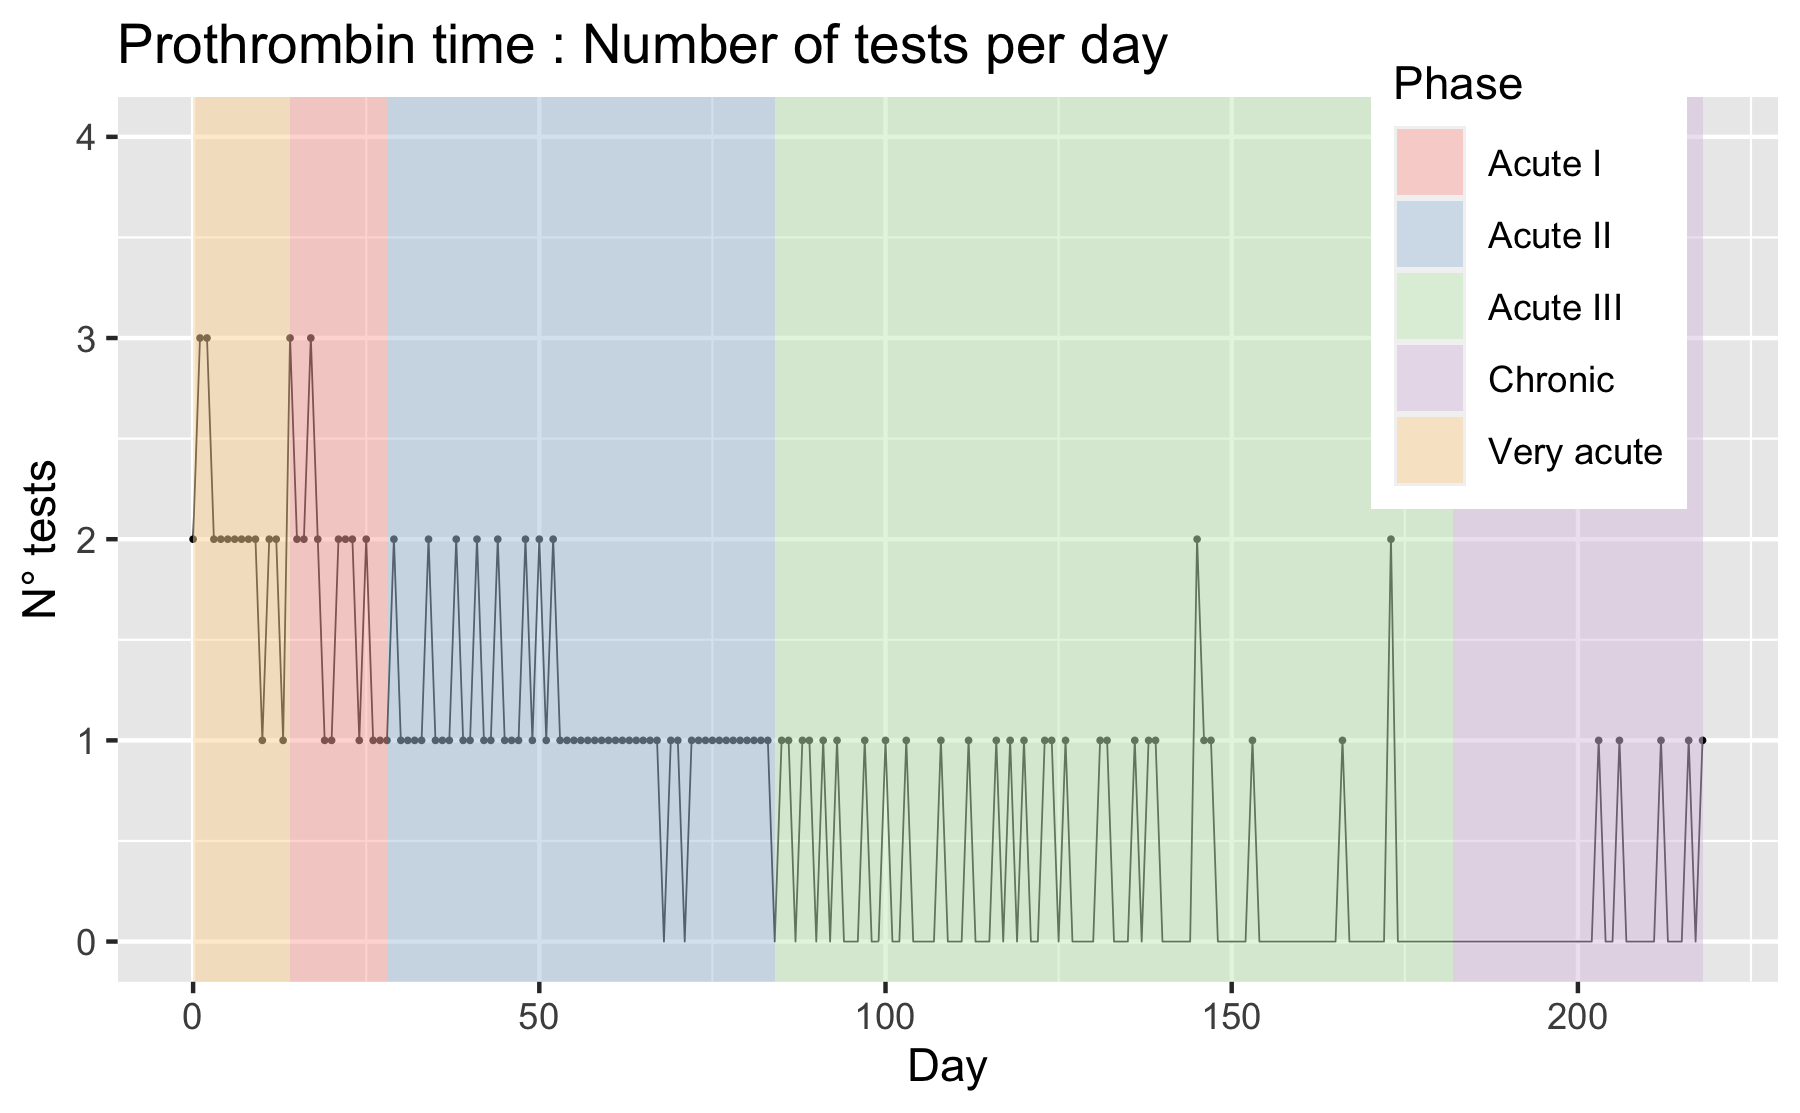 Prothrombin time : Number of tests per day
Phase
Acute I
Acute II
Acute III
Chronic
Very acute
N° tests
4
3
2
1
0
0 50 100 150 200
Day